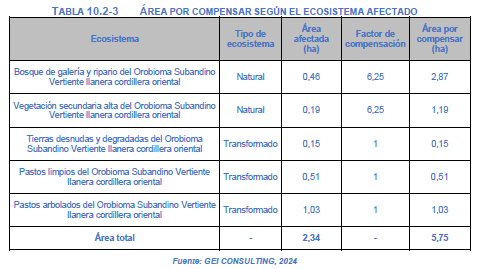 TABLA 10.2-3 ÁREA POR COMPENSAR SEGÚN EL ECOSISTEMA AFECTADO
Ecosistema Tipo de ecosistema Área afectada (ha) Factor de compensación Área por compensar (ha)
Bosque de galería y ripario del Orobioma Subandino
Vertiente llanera cordillera oriental Natural 0,46 6,25 2,87
Vegetación secundaria alta del Orobioma Subandino
Vertiente llanera cordillera oriental Natural 0,19 6,25 1,19
Tierras desnudas y degradadas del Orobioma
Subandino Vertiente llanera cordillera oriental Transformado 0,15 1 0,15
Pastos limpios del Orobioma Subandino Vertiente
llanera cordillera oriental Transformado 0,51 1 0,51
Pastos arbolados del Orobioma Subandino Vertiente
llanera cordillera oriental Transformado 1,03 1 1,03
Área total - 2,34 - 5,75
Fuente: GEI CONSULTING, 2024